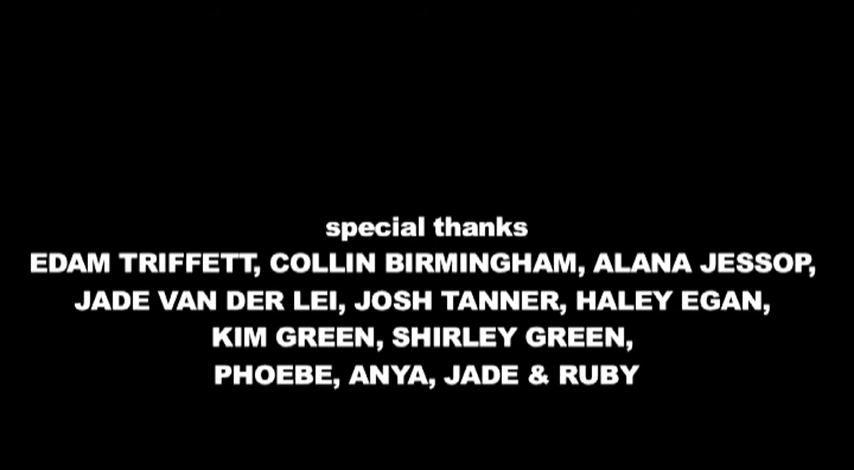 special thanks
EDAM TRIFFETT, COLLIN BIRMINGHAM, ALANA JESSOP,
JADE VAN DER LEI, JOSH TANNER, HALEY EGAN,
KIM GREEN, SHIRLEY GREEN,
PHOEBE, ANYA, JADE & RUBY